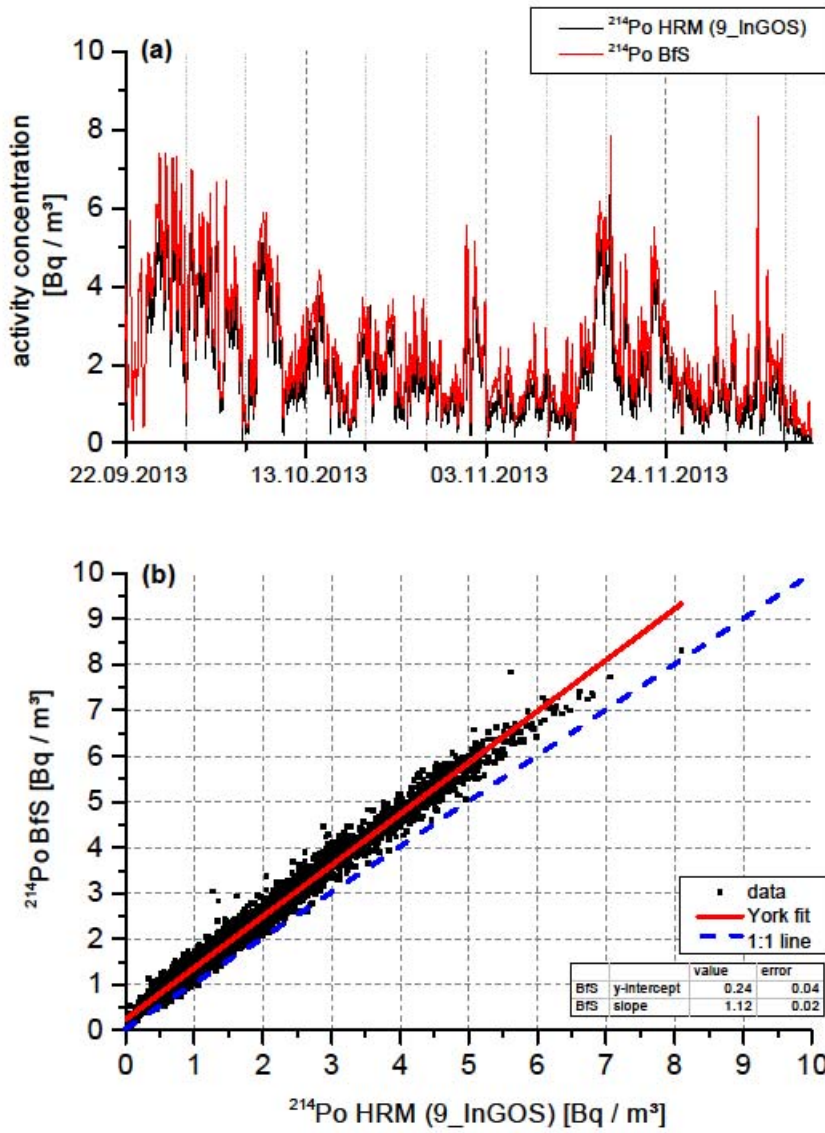 ²¹⁴Po HRM (9_InGOS)
²¹⁴Po BfS
(a)
10
8
6
4
2
0
activity concentration
[Bq / m³]
22.09.2013 13.10.2013 03.11.2013 24.11.2013
(b)
10
9
8
7
6
5
4
3
2
1
0
²¹⁴Po BfS [Bq / m³]
data
York fit
1:1 line
value error
BfS y-intercept 0.24 0.04
BfS slope 1.12 0.02
0 1 2 3 4 5 6 7 8 9 10
²¹⁴Po HRM (9_InGOS) [Bq / m³]